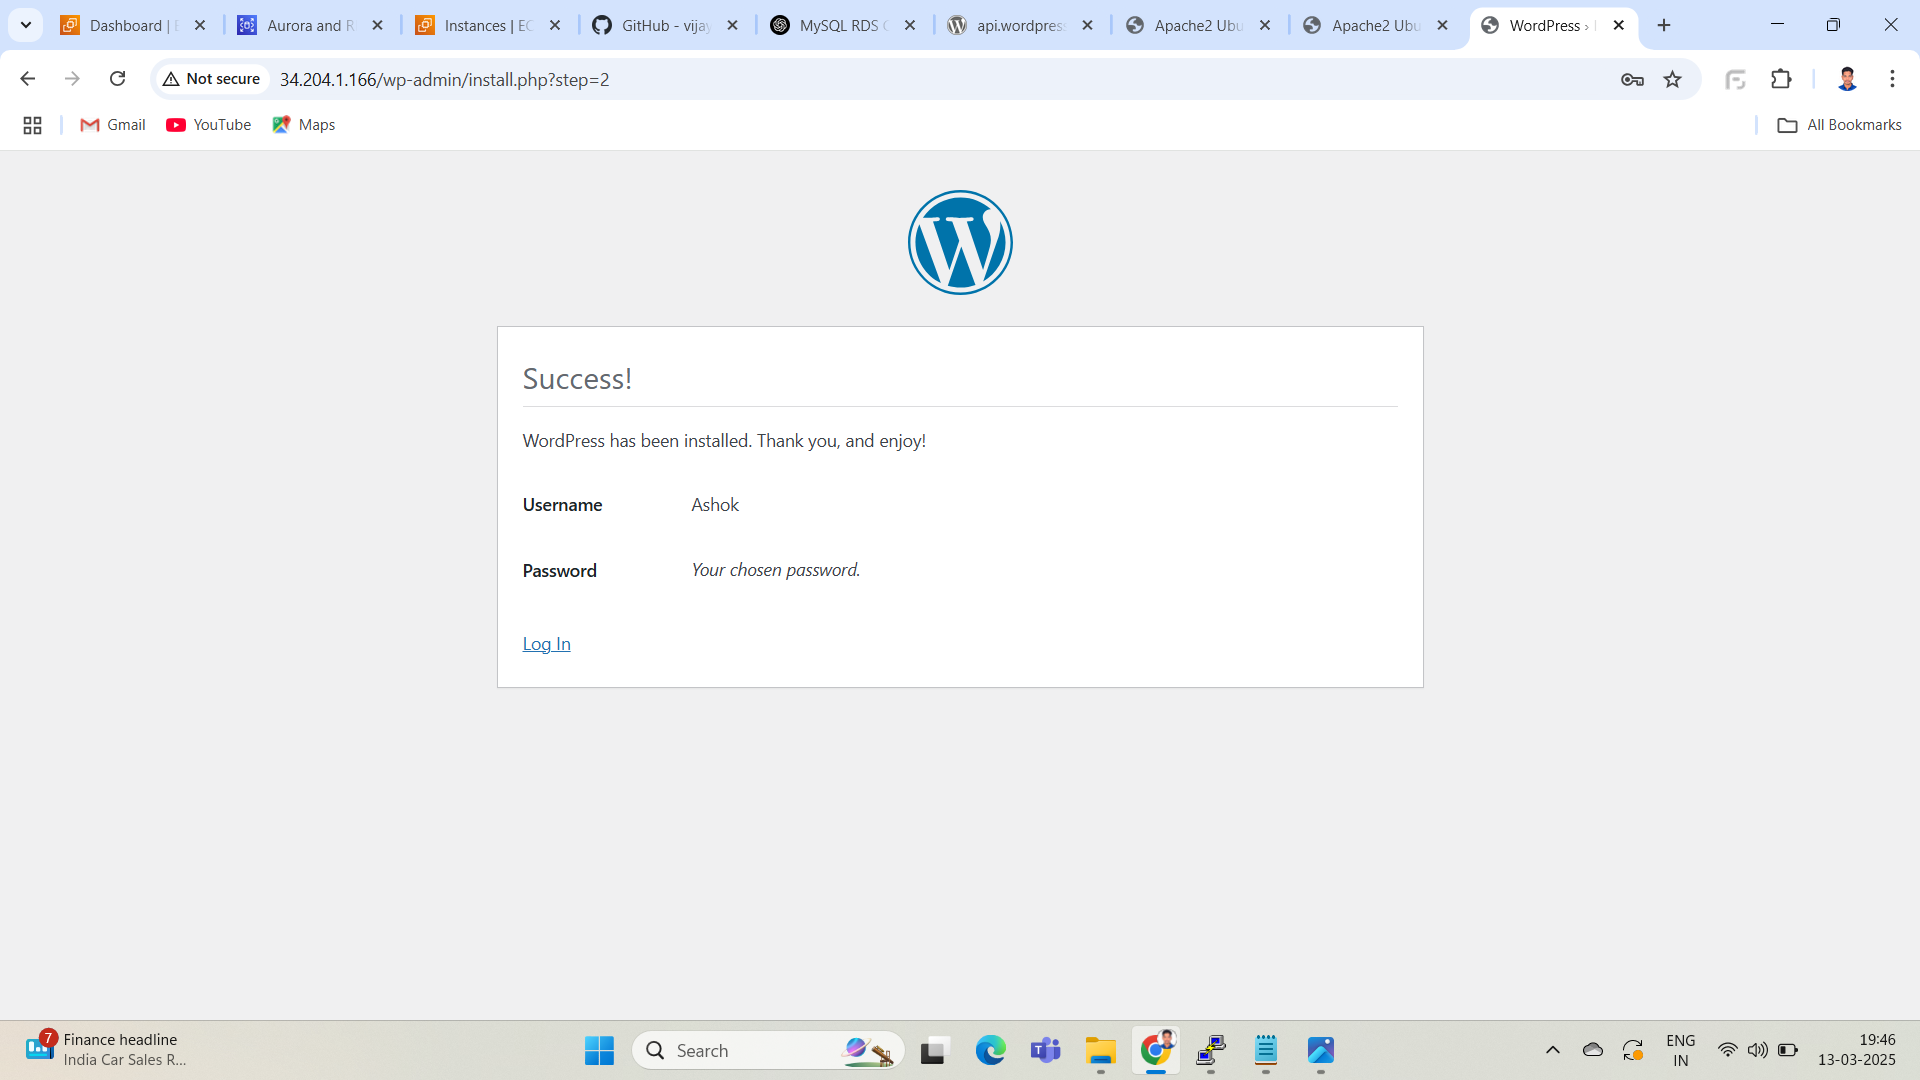 Dashboard | E
Aurora and R
Instances | EC
GitHub - vijay
MySQL RDS C
api.wordpress
Apache2 Ubu
Apache2 Ubu
WordPress ›
Not secure
34.204.1.166/wp-admin/install.php?step=2
Gmail
YouTube
Maps
All Bookmarks
Success!
WordPress has been installed. Thank you, and enjoy!
Username
Ashok
Password
Your chosen password.
Log In
7
Finance headline
India Car Sales R...
Search
ENG
IN
19:46
13-03-2025